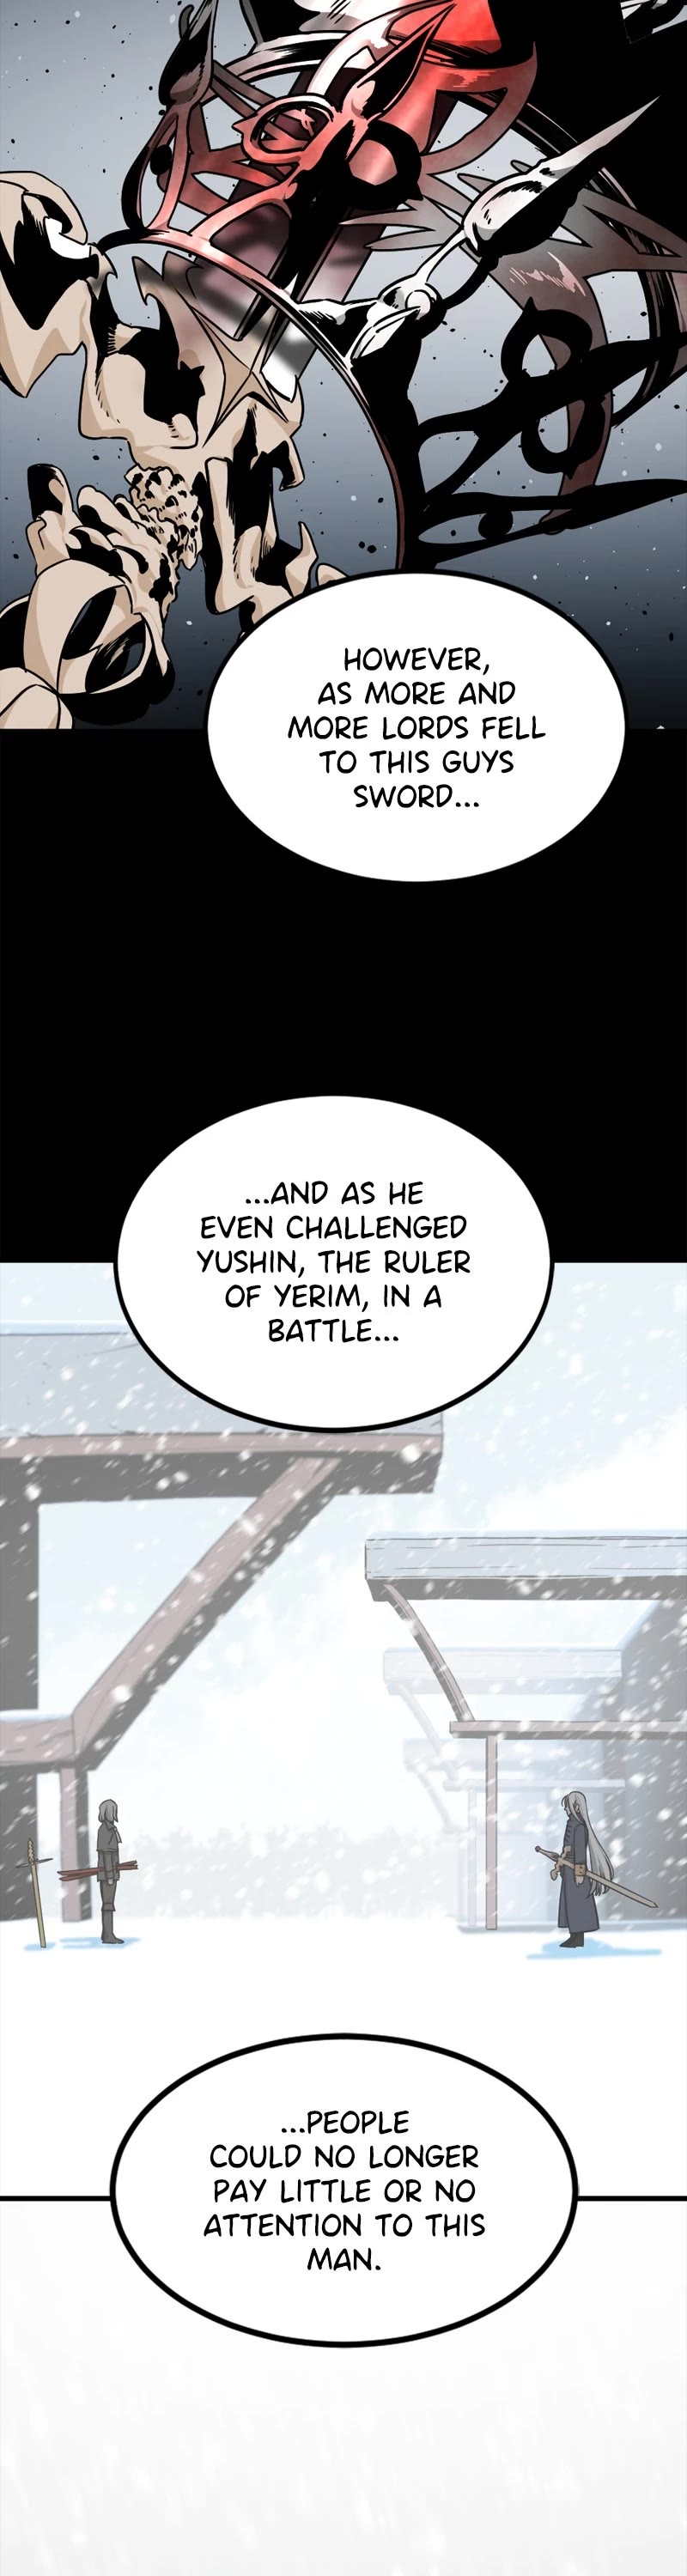 HOWEVER,
AS MORE AND
MORE LORDS FELL
TO THIS GUYS
SWORD...
...AND AS HE
EVEN CHALLENGED
YUSHIN, THE RULER
OF YERIM, IN A
BATTLE...
...PEOPLE
COULD NO LONGER
PAY LITTLE OR NO
ATTENTION TO THIS
MAN.